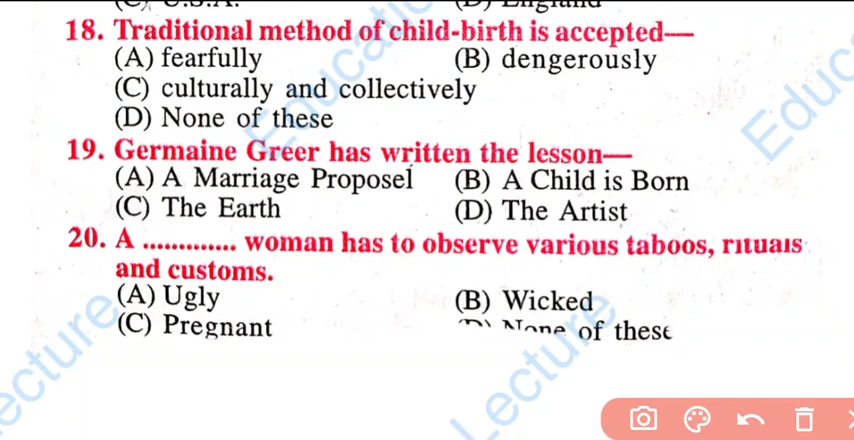 18. Traditional method of child-birth is accepted—
(A) fearfully (B) dengerously
(C) culturally and collectively
(D) None of these
19. Germaine Greer has written the lesson—
(A) A Marriage Proposel (B) A Child is Born
(C) The Earth (D) The Artist
20. A ............. woman has to observe various taboos, rituals
and customs.
(A) Ugly (B) Wicked
(C) Pregnant (D) None of these
Lecture